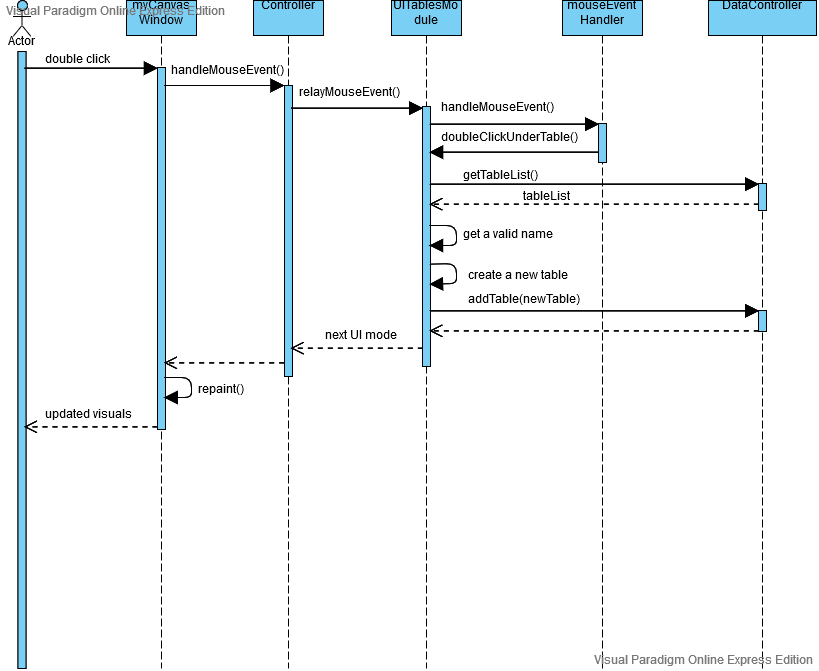 Visual Paradigm Online Express Edition
Actor
myCanvas
Window
Controller
UITablesMo
dule
mouseEvent
Handler
DataController
double click
handleMouseEvent()
relayMouseEvent()
handleMouseEvent()
doubleClickUnderTable()
getTableList()
tableList
get a valid name
create a new table
addTable(newTable)
next UI mode
repaint()
updated visuals
Visual Paradigm Online Express Edition